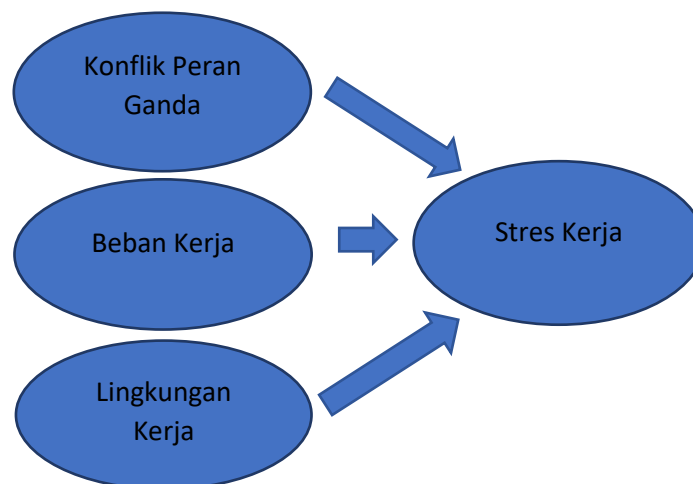 Konflik Peran
Ganda
Beban Kerja
Stres Kerja
Lingkungan
Kerja